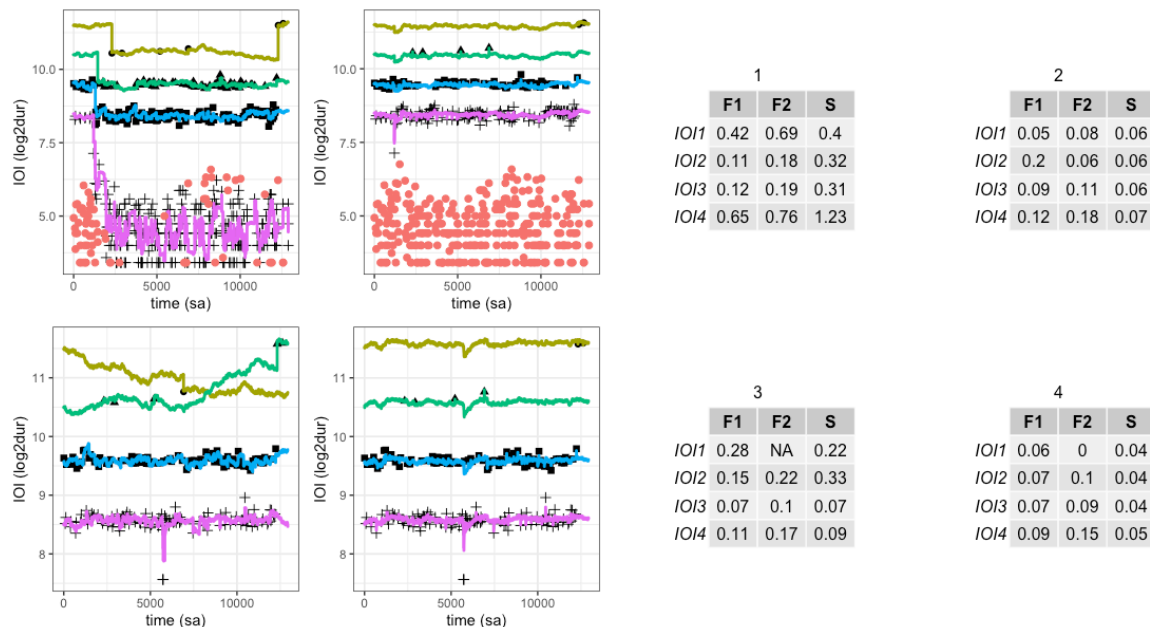 IOI (log2dur)
10.0
7.5
5.0
0
5000
10000
time (sa)
IOI (log2dur)
10.0
7.5
5.0
0
5000
10000
time (sa)
1
F1 F2 S
IOI1 0.42 0.69 0.4
IOI2 0.11 0.18 0.32
IOI3 0.12 0.19 0.31
IOI4 0.65 0.76 1.23
2
F1 F2 S
IOI1 0.05 0.08 0.06
IOI2 0.2 0.06 0.06
IOI3 0.09 0.11 0.06
IOI4 0.12 0.18 0.07
IOI (log2dur)
11
10
9
8
0
5000
10000
time (sa)
IOI (log2dur)
11
10
9
8
0
5000
10000
time (sa)
3
F1 F2 S
IOI1 0.28 NA 0.22
IOI2 0.15 0.22 0.33
IOI3 0.07 0.1 0.07
IOI4 0.11 0.17 0.09
4
F1 F2 S
IOI1 0.06 0 0.04
IOI2 0.07 0.1 0.04
IOI3 0.07 0.09 0.04
IOI4 0.09 0.15 0.05